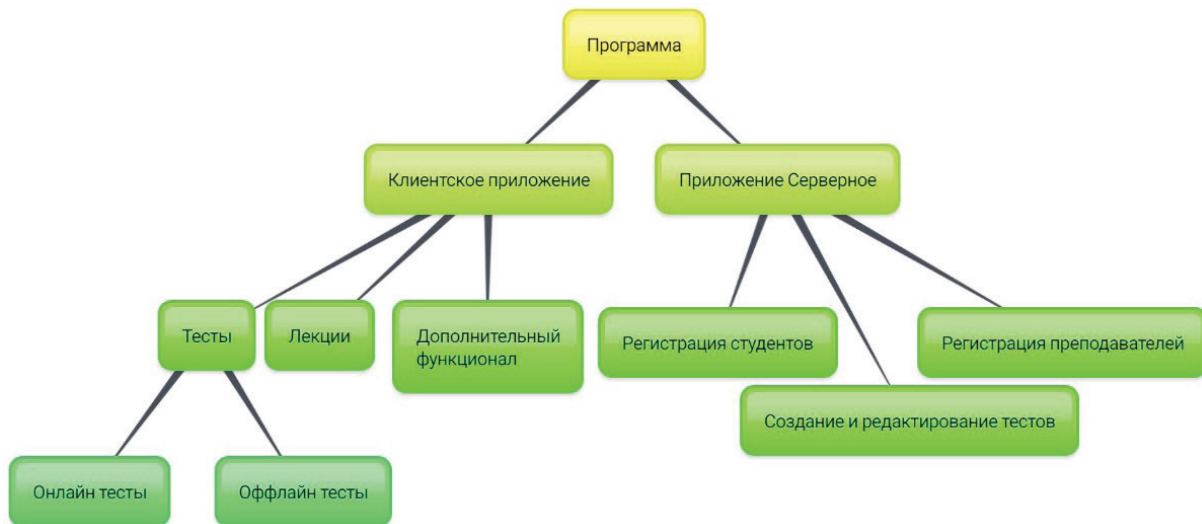 Программа
Клиентское приложение
Приложение Серверное
Тесты
Лекции
Дополнительный
функционал
Регистрация студентов
Регистрация преподавателей
Создание и редактирование тестов
Онлайн тесты
Оффлайн тесты